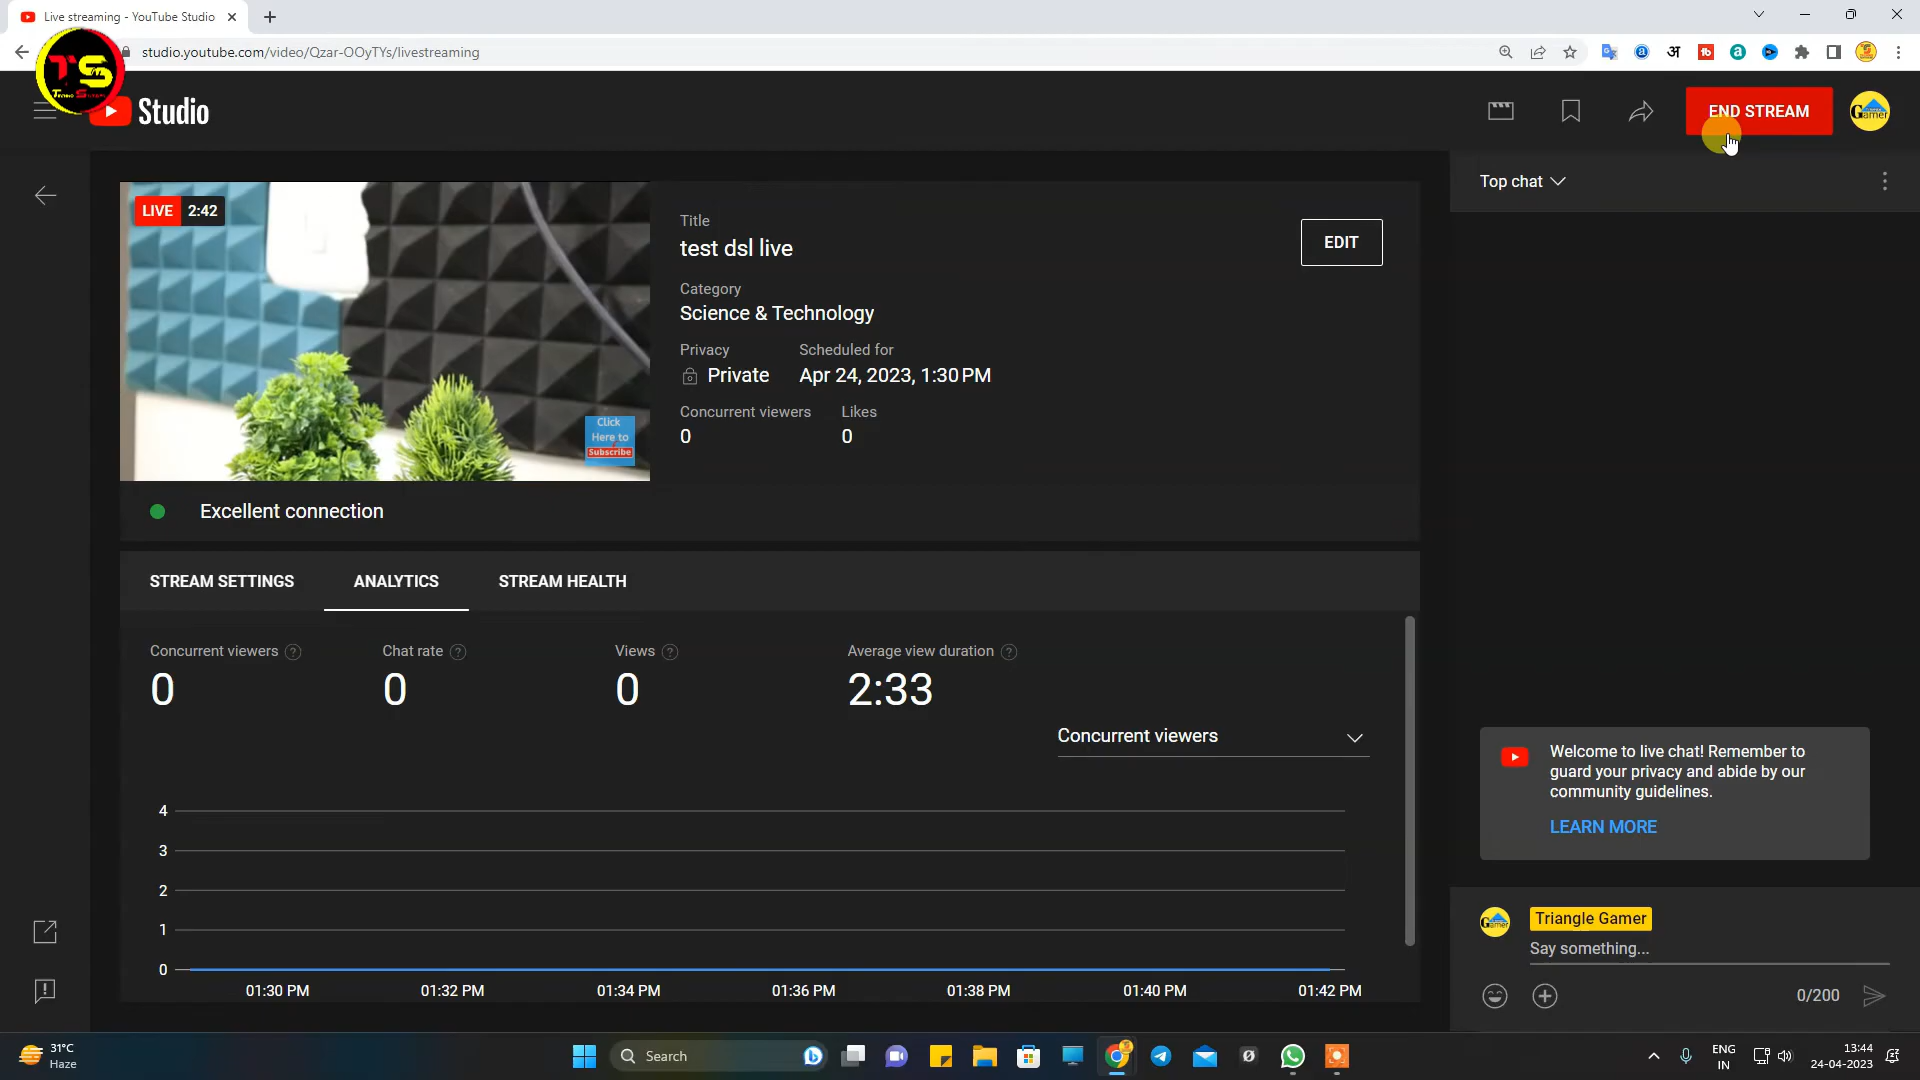 Live streaming - YouTube Studio
studio.youtube.com/video/Qzar-OOyTYs/livestreaming
TS
Studio
END STREAM
Gamer
LIVE 2:42
Click
Here to
Subscribe
Title
test dsl live
EDIT
Category
Science & Technology
Privacy Scheduled for
Private Apr 24, 2023, 1:30 PM
Concurrent viewers Likes
0 0
Excellent connection
Top chat
STREAM SETTINGS ANALYTICS STREAM HEALTH
Concurrent viewers Chat rate Views Average view duration
0 0 0 2:33
Concurrent viewers
4
3
2
1
0
01:30 PM 01:32 PM 01:34 PM 01:36 PM 01:38 PM 01:40 PM 01:42 PM
Welcome to live chat! Remember to
guard your privacy and abide by our
community guidelines.
LEARN MORE
Gamer
Triangle Gamer
Say something...
0/200
31°C
Haze
Search
ENG
IN
13:44
24-04-2023